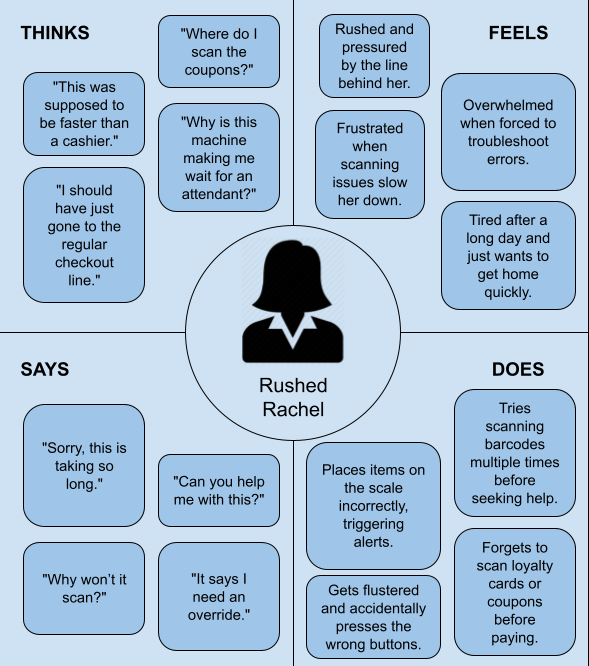 THINKS
"Where do I
scan the
coupons?"
"This was
supposed to
be faster than
a cashier."
"Why is this
machine
making me
wait for an
attendant?"
"I should
have just
gone to the
regular
checkout
line."
FEELS
Rushed and
pressured
by the line
behind her.
Overwhelmed
when forced to
troubleshoot
errors.
Frustrated
when
scanning
issues slow
her down.
Tired after a
long day and
just wants to
get home
quickly.
Rushed
Rachel
SAYS
"Sorry, this is
taking so
long."
"Can you help
me with this?"
"Why won't it
scan?"
"It says I
need an
override."
DOES
Tries
scanning
barcodes
multiple times
before
seeking help.
Places items on
the scale
incorrectly,
triggering
alerts.
Forgets to
scan loyalty
cards or
coupons
before
paying.
Gets flustered
and accidentally
presses the
wrong buttons.